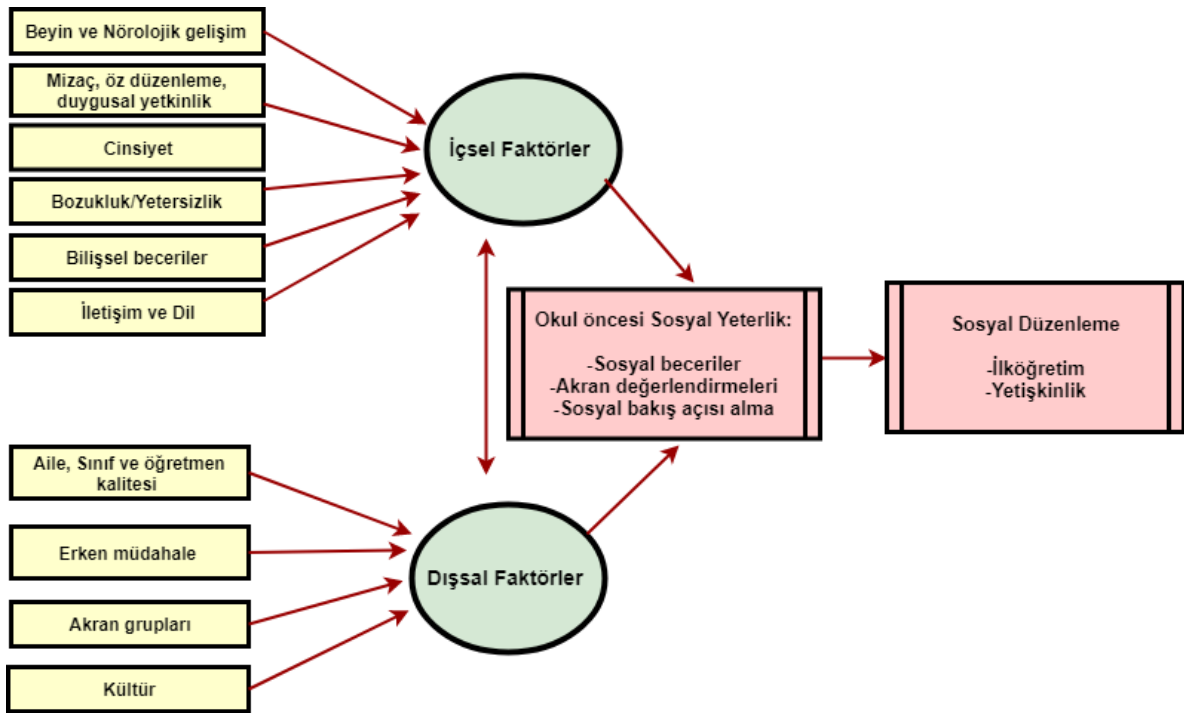 Beyin ve Nörolojik gelişim
Mizaç, öz düzenleme,
duygusal yetkinlik
Cinsiyet
Bozukluk/Yetersizlik
Bilişsel beceriler
İletişim ve Dil
İçsel Faktörler
Okul öncesi Sosyal Yeterlik:
-Sosyal beceriler
-Akran değerlendirmeleri
-Sosyal bakış açısı alma
Sosyal Düzenleme
-İlköğretim
-Yetişkinlik
Aile, Sınıf ve öğretmen
kalitesi
Erken müdahale
Akran grupları
Kültür
Dışsal Faktörler